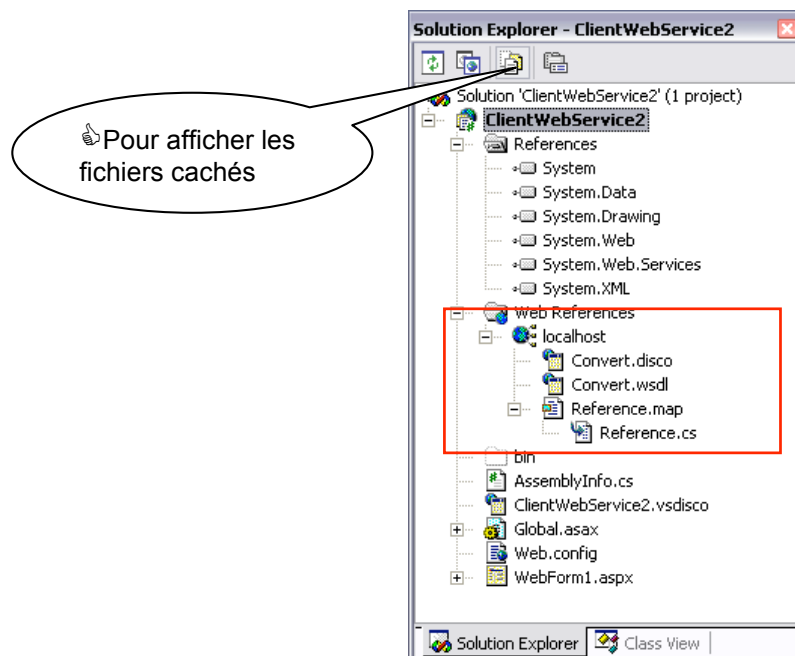 Solution Explorer - ClientWebService2
Solution 'ClientWebService2' (1 project)
ClientWebService2
👍Pour afficher les
fichiers cachés
References
System
System.Data
System.Drawing
System.Web
System.Web.Services
System.XML
Web References
localhost
Convert.disco
Convert.wsdl
Reference.map
Reference.cs
bin
AssemblyInfo.cs
ClientWebService2.vsdisco
Global.asax
Web.config
WebForm1.aspx
Solution Explorer
Class View